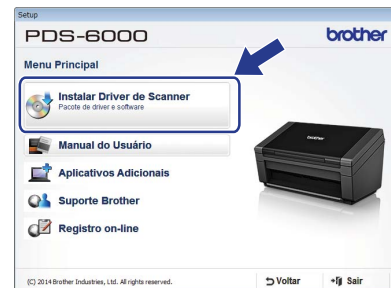 Setup
PDS-6000
brother
Menu Principal
Instalar Driver de Scanner
Pacote de driver e software
Manual do Usuário
Aplicativos Adicionais
Suporte Brother
Registro on-line
brother
(C) 2014 Brother Industries, Ltd. All rights reserved.
Voltar
Sair